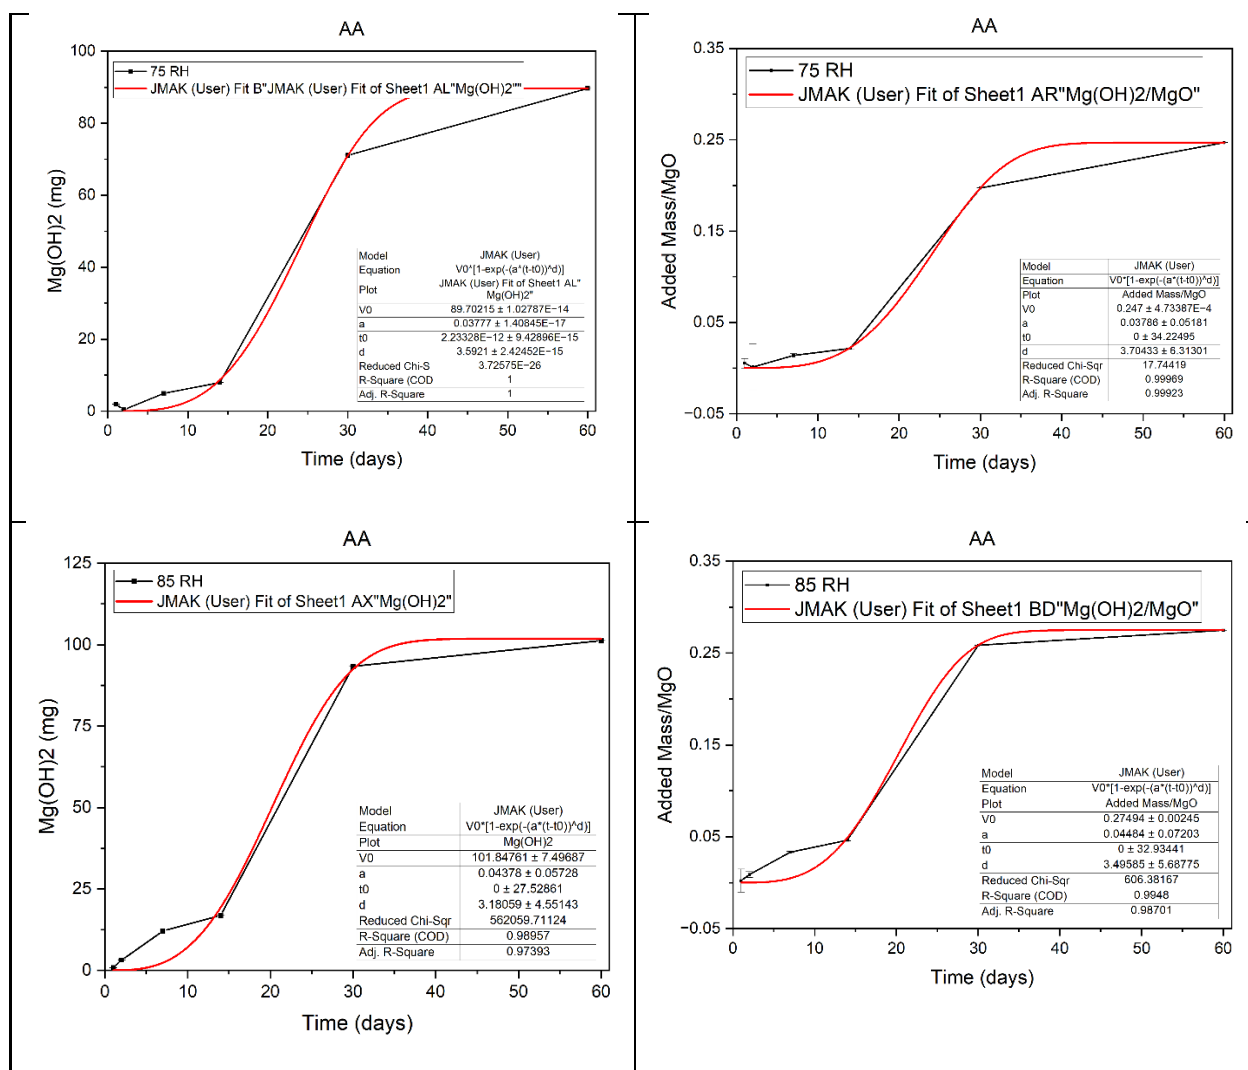 AA
100
80
60
40
20
0
Mg(OH)2 (mg)
75 RH
JMAK (User) Fit B"JMAK (User) Fit of Sheet1 AL"Mg(OH)2""
Model JMAK (User)
Equation V0*[1-exp(-(a*(t-t0))^d)]
Plot JMAK (User) Fit of Sheet1 AL"
Mg(OH)2"
V0 89.70215 ± 1.02787E−14
a 0.03777 ± 1.40845E−17
t0 2.23328E−12 ± 9.42896E−15
d 3.5921 ± 2.42452E−15
Reduced Chi-S 3.72575E−26
R-Square (COD 1
Adj. R-Square 1
0 10 20 30 40 50 60
Time (days)
AA
0.35
0.25
0.15
0.05
−0.05
Added Mass/MgO
75 RH
JMAK (User) Fit of Sheet1 AR"Mg(OH)2/MgO"
Model JMAK (User)
Equation V0*[1-exp(-(a*(t-t0))^d)]
Plot Added Mass/MgO
V0 0.247 ± 4.73387E−4
a 0.03786 ± 0.05181
t0 0 ± 34.22495
d 3.70433 ± 6.31301
Reduced Chi-Sqr 17.74419
R-Square (COD) 0.99969
Adj. R-Square 0.99923
0 10 20 30 40 50 60
Time (days)
AA
125
100
75
50
25
0
Mg(OH)2 (mg)
85 RH
JMAK (User) Fit of Sheet1 AX"Mg(OH)2"
Model JMAK (User)
Equation V0*[1-exp(-(a*(t-t0))^d)]
Plot Mg(OH)2
V0 101.84761 ± 7.49687
a 0.04378 ± 0.05728
t0 0 ± 27.52861
d 3.18059 ± 4.55143
Reduced Chi-Sqr 562059.71124
R-Square (COD) 0.98957
Adj. R-Square 0.97393
0 10 20 30 40 50 60
Time (days)
AA
0.35
0.25
0.15
0.05
−0.05
Added Mass/MgO
85 RH
JMAK (User) Fit of Sheet1 BD"Mg(OH)2/MgO"
Model JMAK (User)
Equation V0*[1-exp(-(a*(t-t0))^d)]
Plot Added Mass/MgO
V0 0.27494 ± 0.00245
a 0.04484 ± 0.07203
t0 0 ± 32.93441
d 3.49585 ± 5.68775
Reduced Chi-Sqr 606.38167
R-Square (COD) 0.9948
Adj. R-Square 0.98701
0 10 20 30 40 50 60
Time (days)